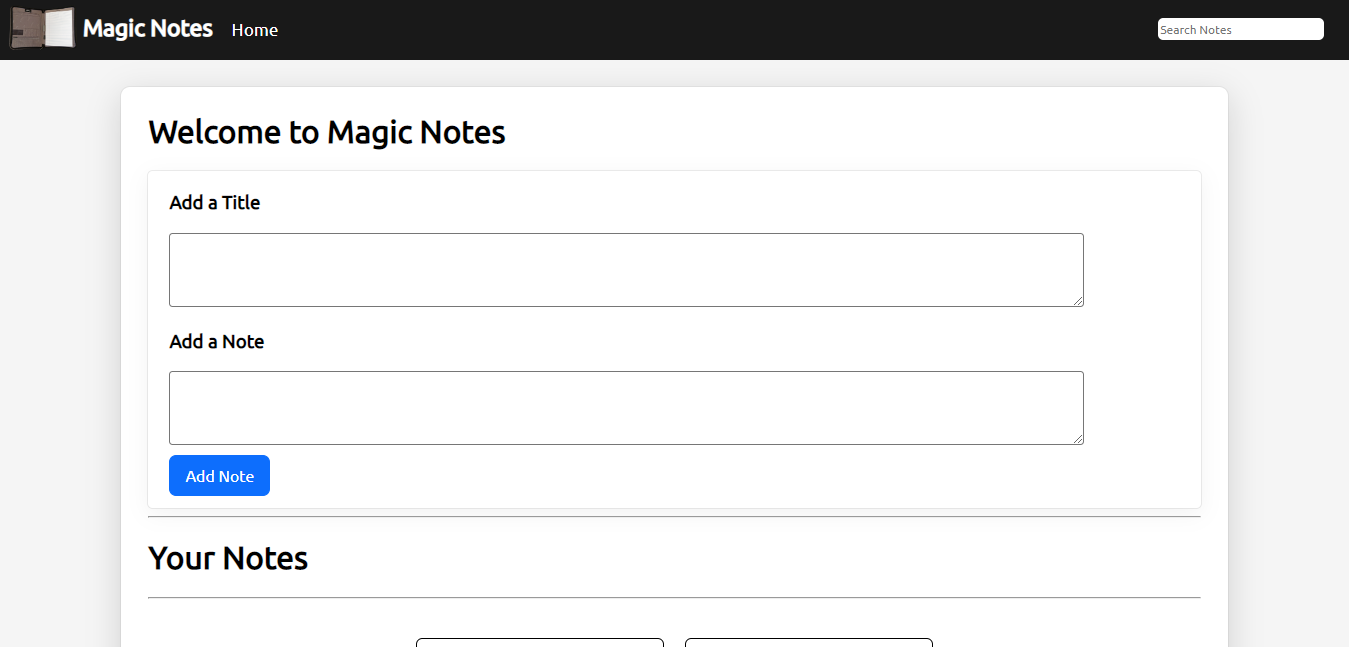 Magic Notes Home Search Notes
Welcome to Magic Notes
Add a Title
Add a Note
Add Note
Your Notes